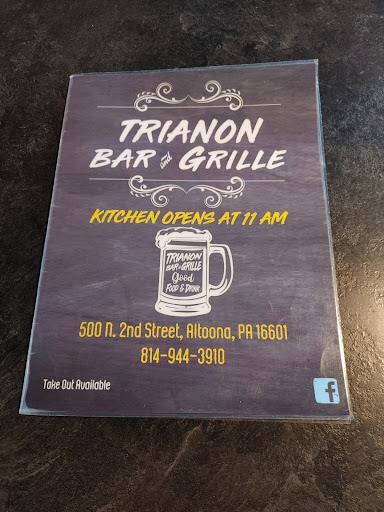 TRIANON
BAR and GRILLE
KITCHEN OPENS AT 11 AM
TRIANON
BAR & GRILLE
Good
FOOD & DRINK
500 N. 2nd Street, Altoona, PA 16601
814-944-3910
Take Out Available
f